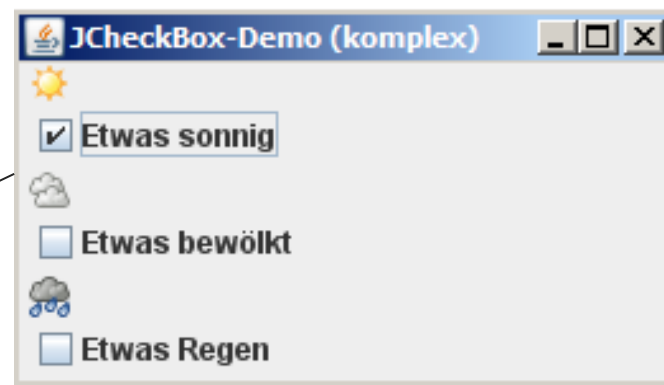 JCheckBox-Demo (komplex)
Etwas sonnig
Etwas bewölkt
Etwas Regen